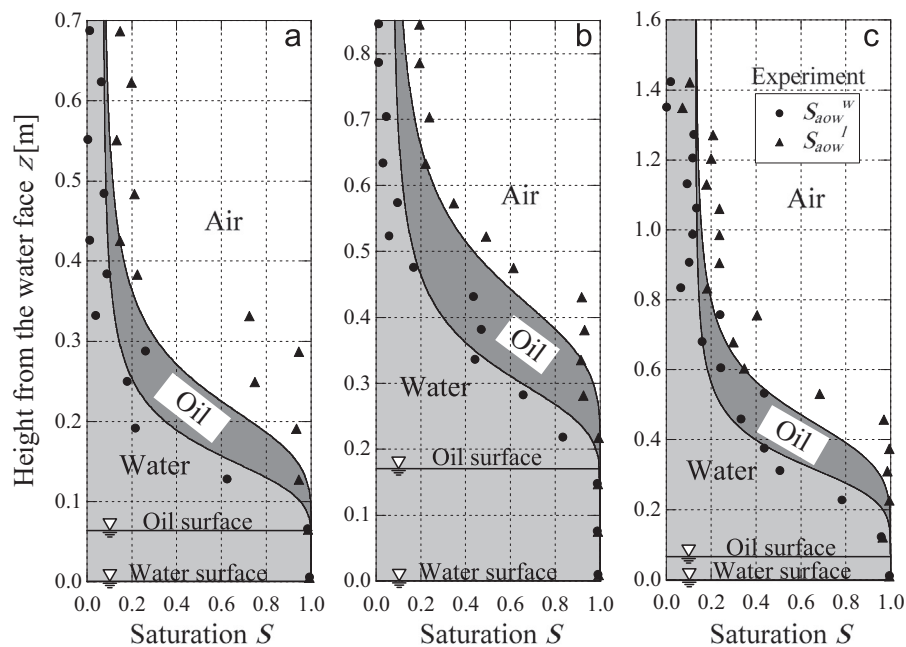 Height from the water face z[m]
a
0.7
0.6
0.5
0.4
0.3
0.2
0.1
0.0
Air
Oil
Water
Oil surface
Water surface
0.0 0.2 0.4 0.6 0.8 1.0
Saturation S
b
0.8
0.7
0.6
0.5
0.4
0.3
0.2
0.1
0.0
Air
Oil
Water
Oil surface
Water surface
0.0 0.2 0.4 0.6 0.8 1.0
Saturation S
c
1.6
1.4
1.2
1.0
0.8
0.6
0.4
0.2
0.0
Experiment
S_aow^w
S_aow^l
Air
Oil
Water
Oil surface
Water surface
0.0 0.2 0.4 0.6 0.8 1.0
Saturation S